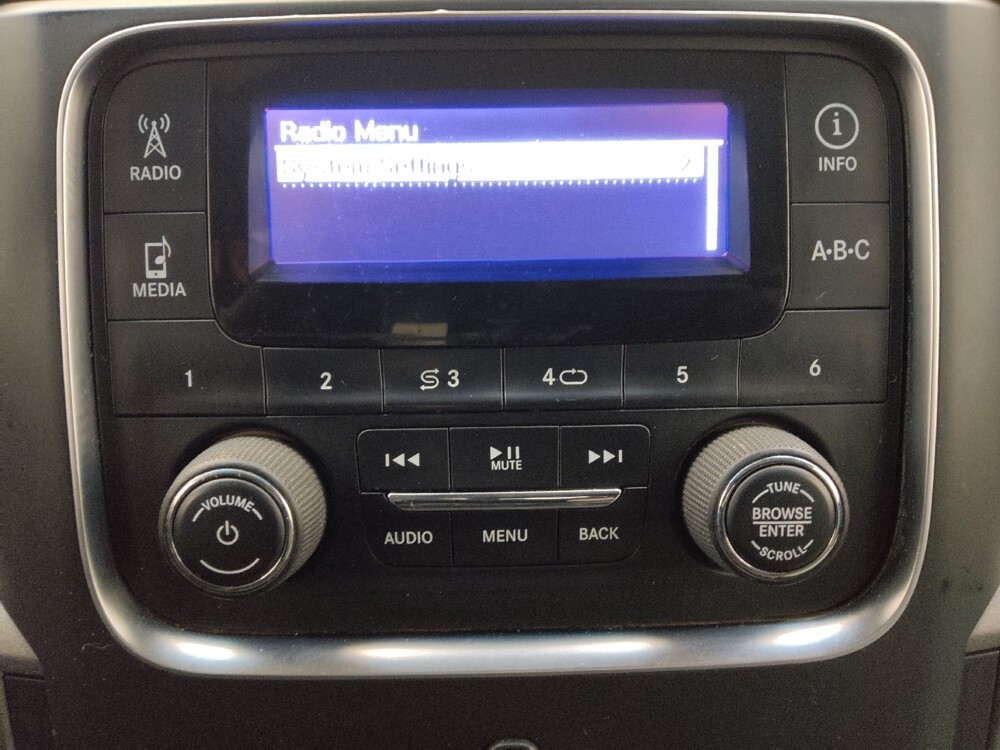 Radio Menu
System Settings >
RADIO
MEDIA
i
INFO
A•B•C
1
2
3
4
5
6
MUTE
AUDIO
MENU
BACK
VOLUME
TUNE
BROWSE
ENTER
SCROLL